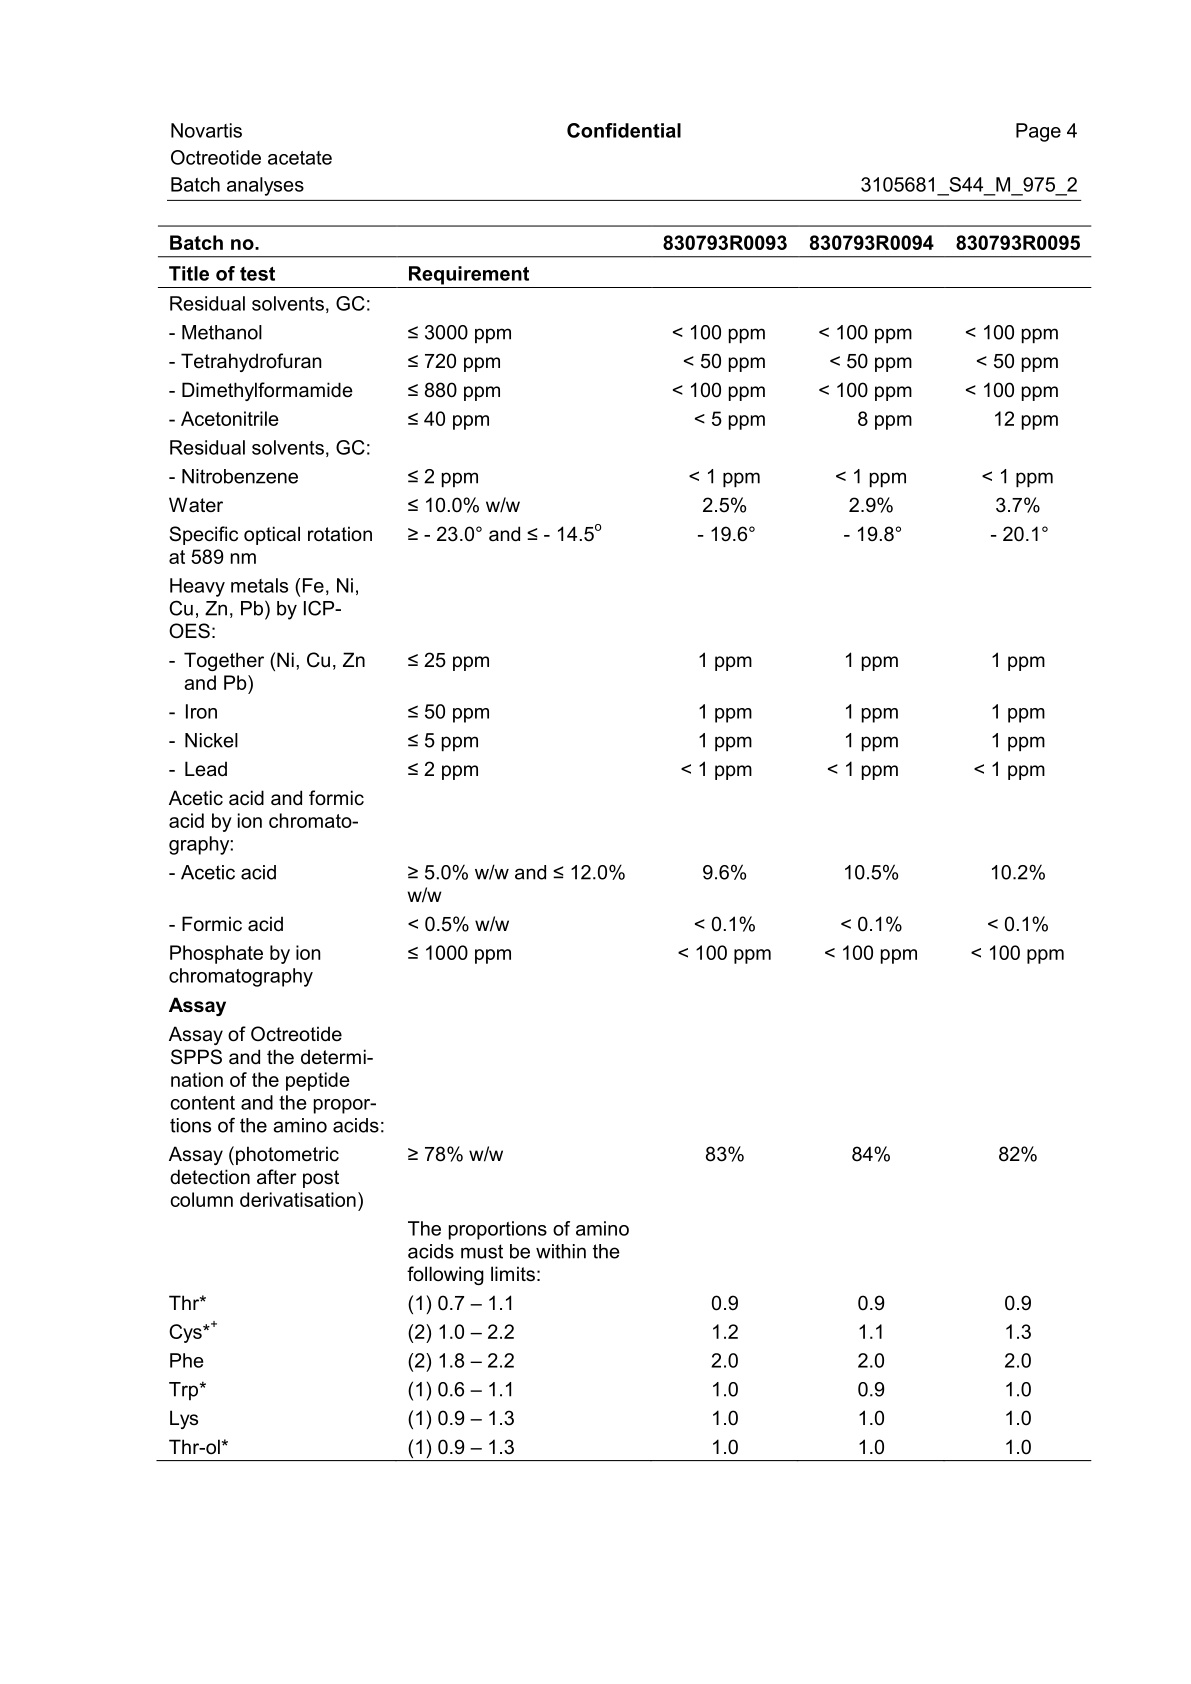 Novartis Confidential Page 4
Octreotide acetate
Batch analyses 3105681_S44_M_975_2
Batch no. 830793R0093 830793R0094 830793R0095
Title of test Requirement
Residual solvents, GC:
- Methanol ≤ 3000 ppm < 100 ppm < 100 ppm < 100 ppm
- Tetrahydrofuran ≤ 720 ppm < 50 ppm < 50 ppm < 50 ppm
- Dimethylformamide ≤ 880 ppm < 100 ppm < 100 ppm < 100 ppm
- Acetonitrile ≤ 40 ppm < 5 ppm 8 ppm 12 ppm
Residual solvents, GC:
- Nitrobenzene ≤ 2 ppm < 1 ppm < 1 ppm < 1 ppm
Water ≤ 10.0% w/w 2.5% 2.9% 3.7%
Specific optical rotation ≥ - 23.0° and ≤ - 14.5° - 19.6° - 19.8° - 20.1°
at 589 nm
Heavy metals (Fe, Ni,
Cu, Zn, Pb) by ICP-
OES:
- Together (Ni, Cu, Zn ≤ 25 ppm 1 ppm 1 ppm 1 ppm
and Pb)
- Iron ≤ 50 ppm 1 ppm 1 ppm 1 ppm
- Nickel ≤ 5 ppm 1 ppm 1 ppm 1 ppm
- Lead ≤ 2 ppm < 1 ppm < 1 ppm < 1 ppm
Acetic acid and formic
acid by ion chromato-
graphy:
- Acetic acid ≥ 5.0% w/w and ≤ 12.0% 9.6% 10.5% 10.2%
w/w
- Formic acid < 0.5% w/w < 0.1% < 0.1% < 0.1%
Phosphate by ion ≤ 1000 ppm < 100 ppm < 100 ppm < 100 ppm
chromatography
Assay
Assay of Octreotide
SPPS and the determi-
nation of the peptide
content and the propor-
tions of the amino acids:
Assay (photometric ≥ 78% w/w 83% 84% 82%
detection after post
column derivatisation)
The proportions of amino
acids must be within the
following limits:
Thr* (1) 0.7 – 1.1 0.9 0.9 0.9
Cys*⁺ (2) 1.0 – 2.2 1.2 1.1 1.3
Phe (2) 1.8 – 2.2 2.0 2.0 2.0
Trp* (1) 0.6 – 1.1 1.0 0.9 1.0
Lys (1) 0.9 – 1.3 1.0 1.0 1.0
Thr-ol* (1) 0.9 – 1.3 1.0 1.0 1.0